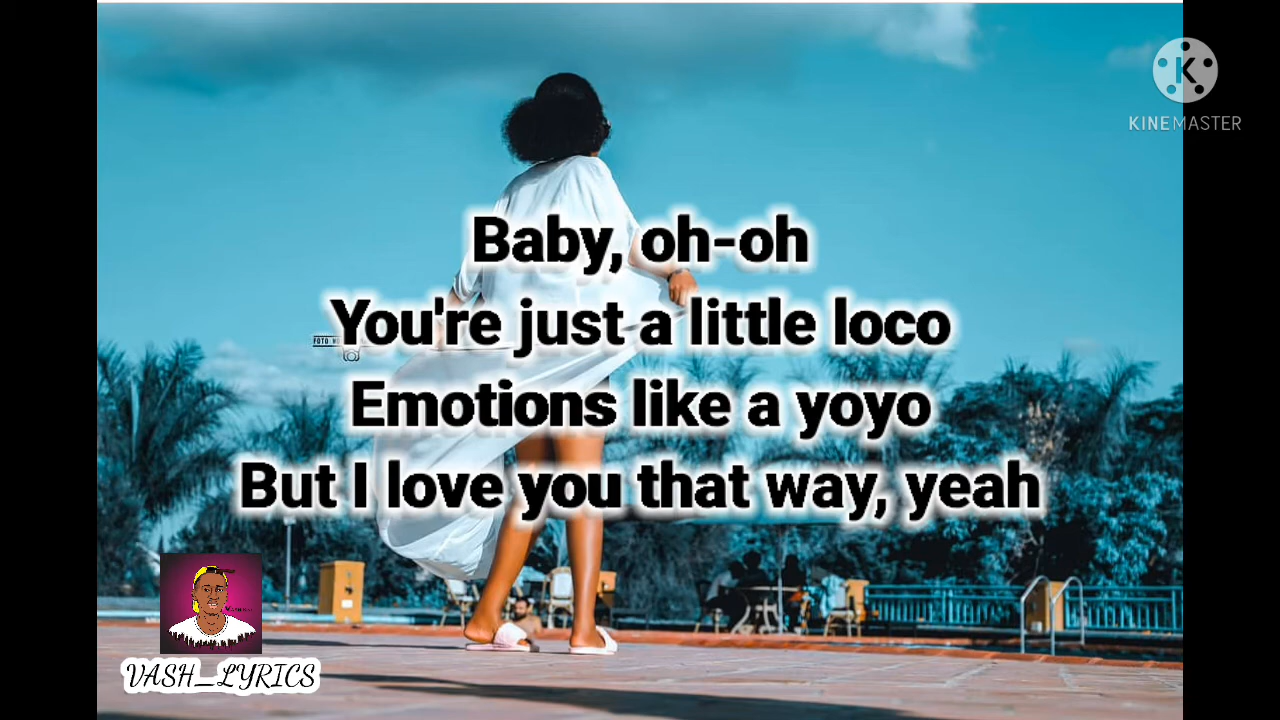 KINEMASTER
Baby, oh-oh
You're just a little loco
Emotions like a yoyo
But I love you that way, yeah
VASH_LYRICS